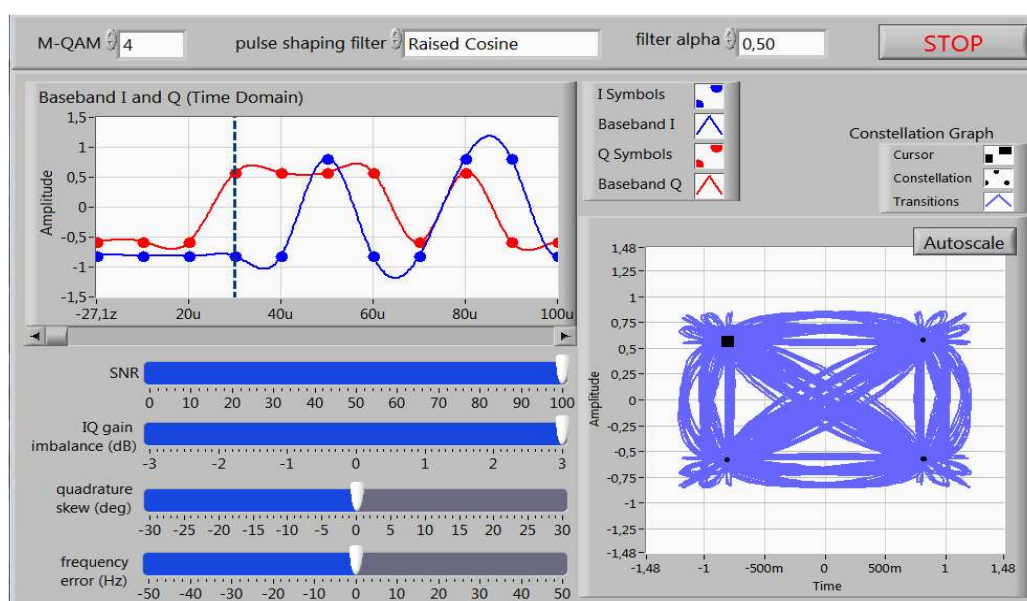 M-QAM 4 pulse shaping filter Raised Cosine filter alpha 0,50 STOP
Baseband I and Q (Time Domain)
1,5
1
0,5
0
-0,5
-1
-1,5
Amplitude
-27,1z 20u 40u 60u 80u 100u
I Symbols
Baseband I
Q Symbols
Baseband Q
Constellation Graph
Cursor
Constellation
Transitions
Autoscale
1,48
1,25
1
0,75
0,5
0,25
0
-0,25
-0,5
-0,75
-1
-1,25
-1,48
Amplitude
-1,48 -1 -500m 0 500m 1 1,48
Time
SNR
0 10 20 30 40 50 60 70 80 90 100
IQ gain
imbalance (dB)
-3 -2 -1 0 1 2 3
quadrature
skew (deg)
-30 -25 -20 -15 -10 -5 0 5 10 15 20 25 30
frequency
error (Hz)
-50 -40 -30 -20 -10 0 10 20 30 40 50